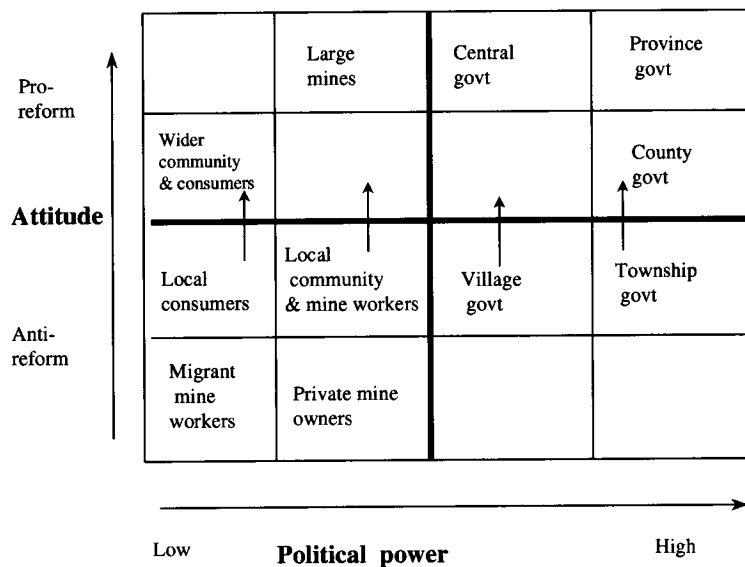 Large
mines
Central
govt
Province
govt
Pro-
reform
Wider
community
& consumers
County
govt
Attitude
Local
consumers
Local
community
& mine workers
Village
govt
Township
govt
Anti-
reform
Migrant
mine
workers
Private mine
owners
Low
Political power
High